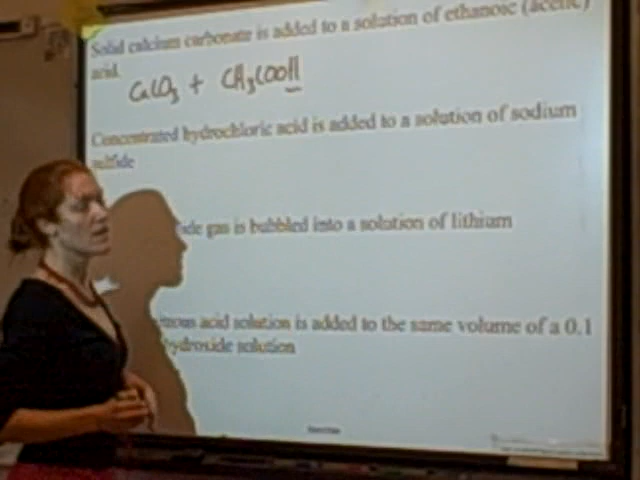 Solid calcium carbonate is added to a solution of ethanoic (acetic)
acid.
CaCO3 + CH3COOH
Concentrated hydrochloric acid is added to a solution of sodium
sulfide
gas is bubbled into a solution of lithium
acid solution is added to the same volume of a 0.1
hydroxide solution